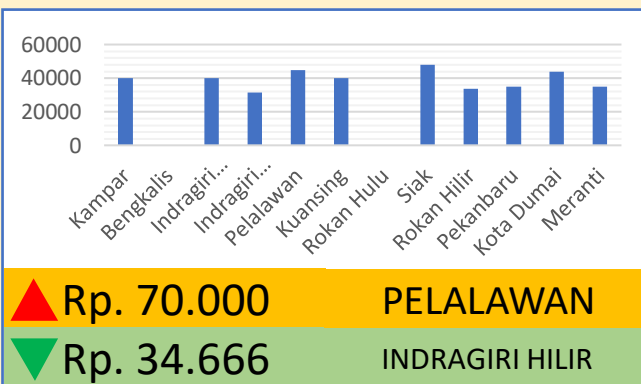 60000
40000
20000
0
Kampar
Bengkalis
Indragiri...
Indragiri...
Pelalawan
Kuansing
Rokan Hulu
Siak
Rokan Hilir
Pekanbaru
Kota Dumai
Meranti
Rp. 70.000 PELALAWAN
Rp. 34.666 INDRAGIRI HILIR